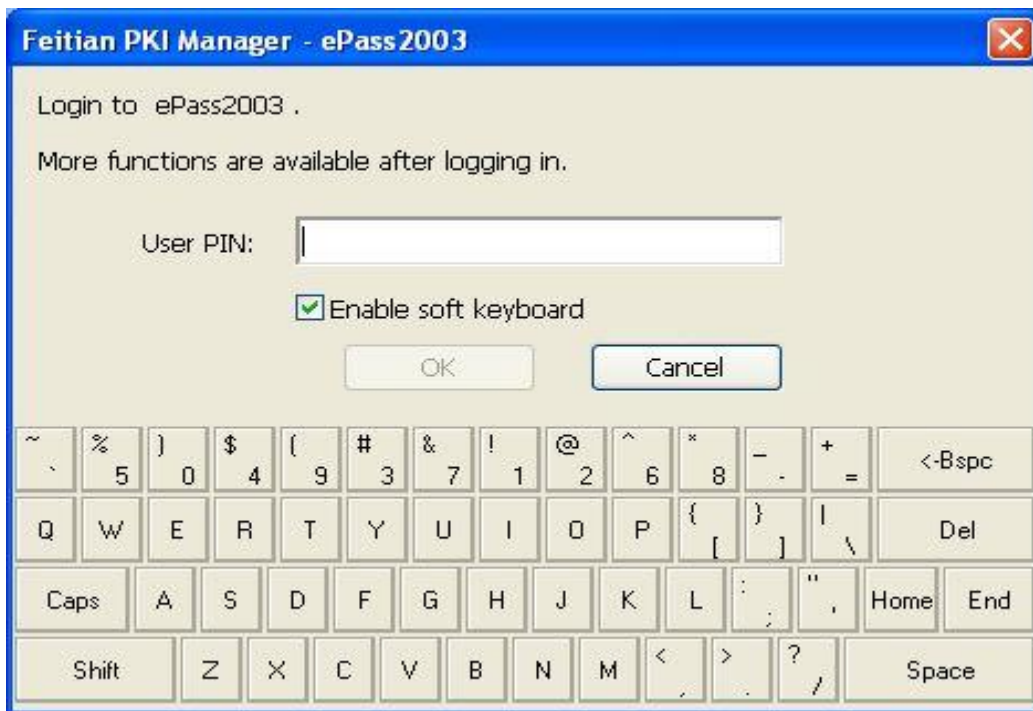 Feitian PKI Manager - ePass2003
Login to ePass2003 .
More functions are available after logging in.
User PIN:
Enable soft keyboard
OK Cancel
~ ` % 5 ) 0 $ 4 ( 9 # 3 & 7 ! 1 @ 2 ^ 6 * 8 _ - + = <-Bspc
Q W E R T Y U I O P { [ } ] | \ Del
Caps A S D F G H J K L : ; " ' Home End
Shift Z X C V B N M < , > . ? / Space